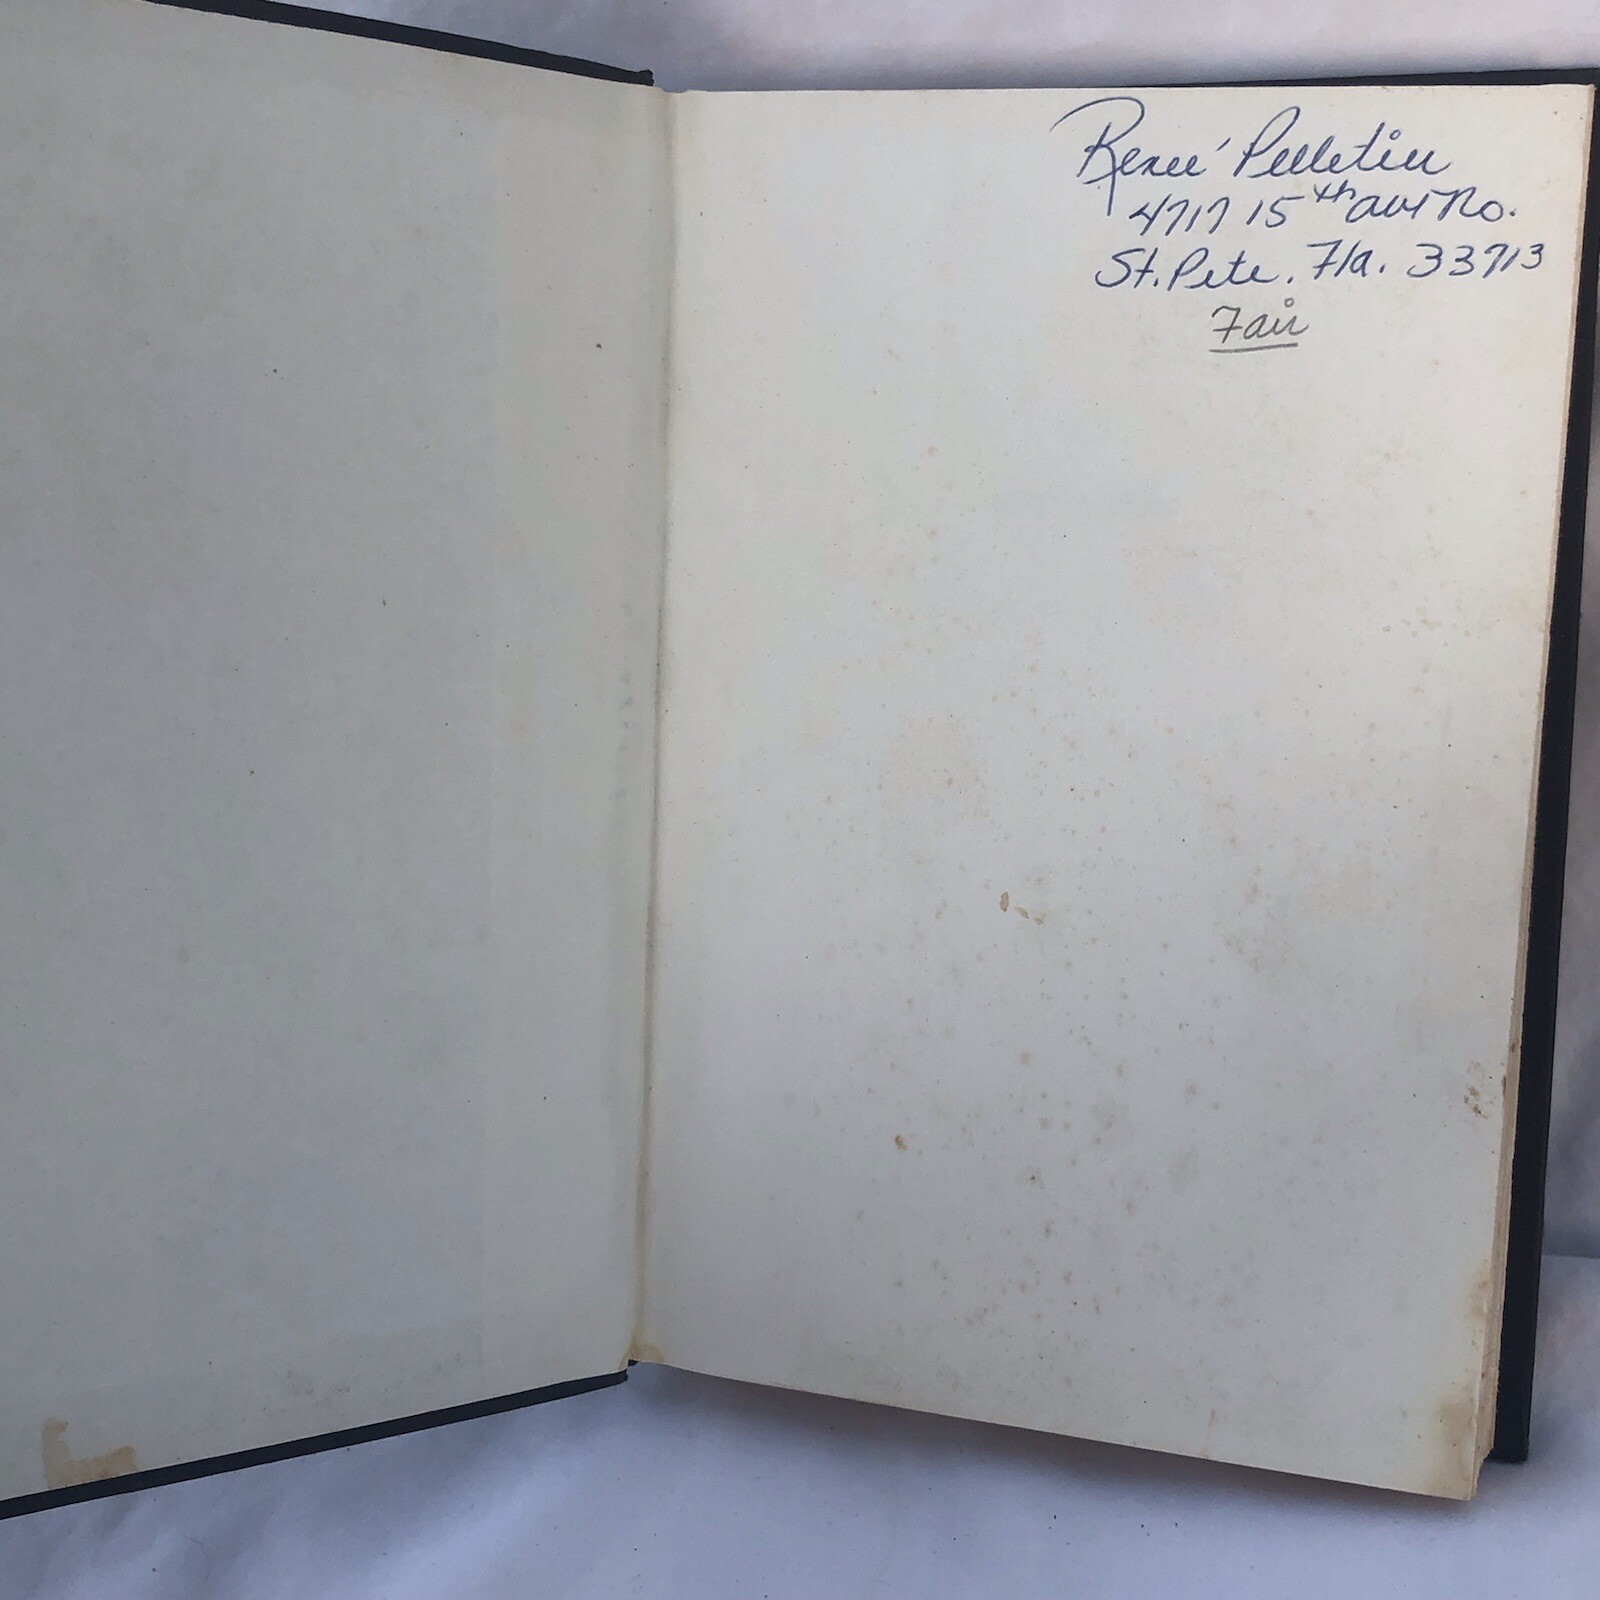 Renee' Pelletier
4717 15th Ave No.
St. Pete. Fla. 33713
Fair